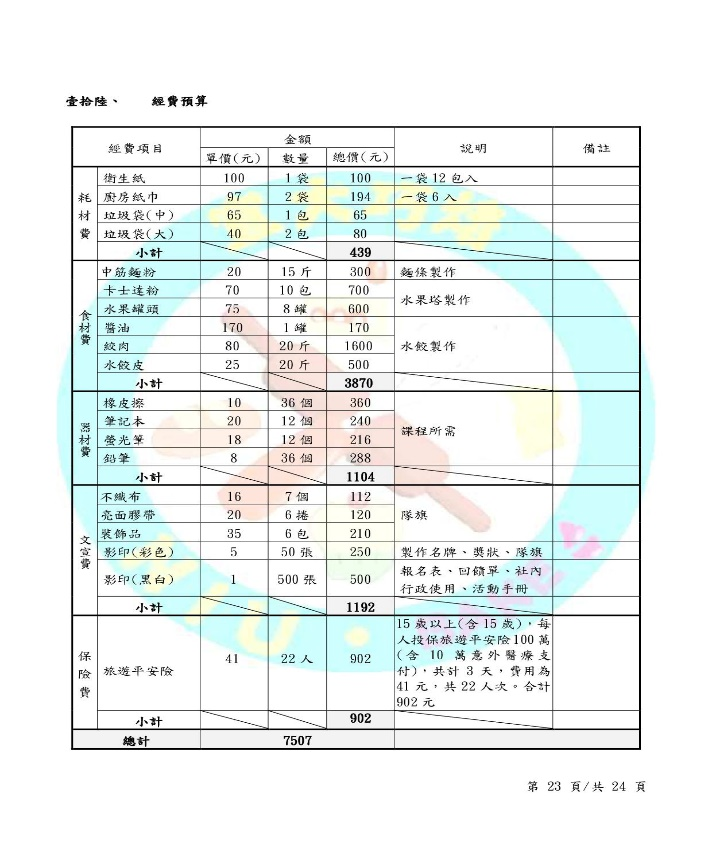 壹拾陸、 經費預算
經費項目 金額 說明 備註
單價(元) 數量 總價(元)
耗材費
衛生紙 100 1 袋 100 一袋 12 包入
廚房紙巾 97 2 袋 194 一袋 6 入
垃圾袋(中) 65 1 包 65
垃圾袋(大) 40 2 包 80
小計 439
食材費
中筋麵粉 20 15 斤 300 麵條製作
卡士達粉 70 10 包 700 水果塔製作
水果罐頭 75 8 罐 600
醬油 170 1 罐 170 水餃製作
絞肉 80 20 斤 1600
水餃皮 25 20 斤 500
小計 3870
器材費
橡皮擦 10 36 個 360 課程所需
筆記本 20 12 個 240
螢光筆 18 12 個 216
鉛筆 8 36 個 288
小計 1104
文宣費
不織布 16 7 個 112 隊旗
亮面膠帶 20 6 捲 120
裝飾品 35 6 包 210
影印(彩色) 5 50 張 250 製作名牌、獎狀、隊旗
影印(黑白) 1 500 張 500 報名表、回饋單、社內
行政使用、活動手冊
小計 1192
保險費
旅遊平安險 41 22 人 902 15 歲以上(含 15 歲)，每
人投保旅遊平安險 100 萬
(含 10 萬意外醫療支
付)，共計 3 天，費用為
41 元，共 22 人次。合計
902 元
小計 902
總計 7507
第 23 頁/共 24 頁